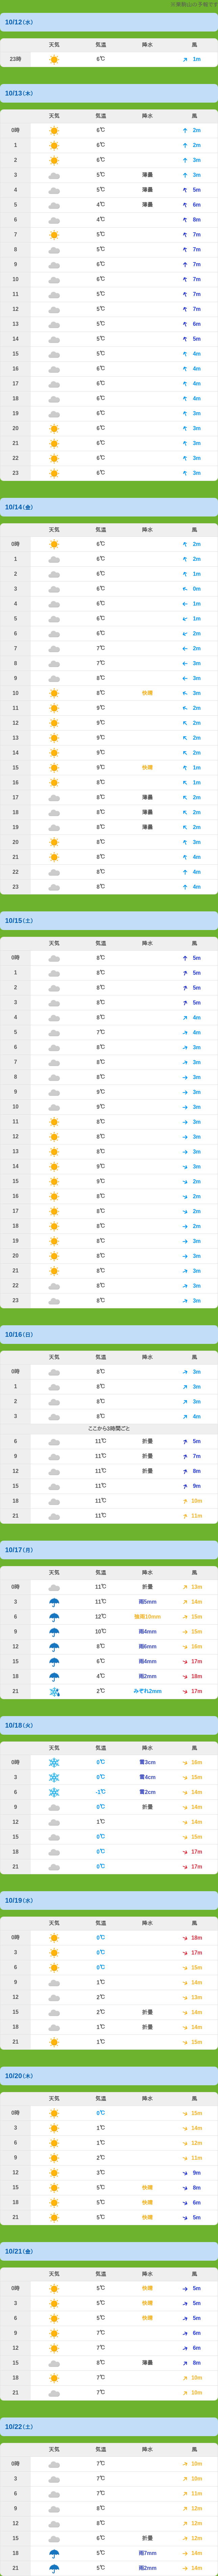 10/12(水)
天気 気温 降水 風
23時 6℃ 1m
10/13(木)
天気 気温 降水 風
0時 6℃ 2m
1 6℃ 2m
2 6℃ 3m
3 5℃ 薄曇 3m
4 5℃ 薄曇 5m
5 4℃ 薄曇 6m
6 4℃ 8m
7 5℃ 7m
8 5℃ 7m
9 6℃ 7m
10 6℃ 7m
11 5℃ 7m
12 5℃ 7m
13 5℃ 6m
14 5℃ 5m
15 5℃ 4m
16 6℃ 4m
17 6℃ 4m
18 6℃ 4m
19 6℃ 3m
20 6℃ 3m
21 6℃ 3m
22 6℃ 3m
23 6℃ 3m
10/14(金)
天気 気温 降水 風
0時 6℃ 2m
1 6℃ 2m
2 6℃ 1m
3 6℃ 0m
4 6℃ 1m
5 6℃ 1m
6 6℃ 2m
7 7℃ 2m
8 7℃ 3m
9 8℃ 3m
10 8℃ 快晴 3m
11 9℃ 2m
12 9℃ 2m
13 9℃ 2m
14 9℃ 2m
15 9℃ 快晴 1m
16 8℃ 1m
17 8℃ 薄曇 2m
18 8℃ 薄曇 2m
19 8℃ 薄曇 2m
20 8℃ 3m
21 8℃ 4m
22 8℃ 4m
23 8℃ 4m
10/15(土)
天気 気温 降水 風
0時 8℃ 5m
1 8℃ 5m
2 8℃ 5m
3 8℃ 5m
4 8℃ 4m
5 7℃ 4m
6 8℃ 3m
7 8℃ 3m
8 9℃ 3m
9 9℃ 3m
10 9℃ 3m
11 8℃ 3m
12 8℃ 3m
13 8℃ 3m
14 9℃ 3m
15 9℃ 2m
16 8℃ 2m
17 8℃ 2m
18 8℃ 2m
19 8℃ 3m
20 8℃ 3m
21 8℃ 3m
22 8℃ 3m
23 8℃ 3m
10/16(日)
天気 気温 降水 風
0時 8℃ 3m
1 8℃ 3m
2 8℃ 3m
3 8℃ 4m
ここから3時間ごと
6 11℃ 折曇 5m
9 11℃ 折曇 7m
12 11℃ 折曇 8m
15 11℃ 9m
18 11℃ 10m
21 11℃ 11m
10/17(月)
天気 気温 降水 風
0時 11℃ 折曇 13m
3 11℃ 雨5mm 14m
6 12℃ 強雨10mm 15m
9 10℃ 雨4mm 15m
12 8℃ 雨6mm 16m
15 6℃ 雨4mm 17m
18 4℃ 雨2mm 18m
21 2℃ みぞれ2mm 17m
10/18(火)
天気 気温 降水 風
0時 0℃ 雪3cm 16m
3 0℃ 雪4cm 15m
6 -1℃ 雪2cm 14m
9 0℃ 折曇 14m
12 1℃ 14m
15 0℃ 15m
18 0℃ 17m
21 0℃ 17m
10/19(水)
天気 気温 降水 風
0時 0℃ 18m
3 0℃ 17m
6 0℃ 15m
9 1℃ 14m
12 2℃ 13m
15 2℃ 折曇 14m
18 1℃ 折曇 14m
21 1℃ 15m
10/20(木)
天気 気温 降水 風
0時 0℃ 15m
3 1℃ 14m
6 1℃ 12m
9 2℃ 11m
12 3℃ 9m
15 5℃ 快晴 8m
18 5℃ 快晴 6m
21 5℃ 快晴 5m
10/21(金)
天気 気温 降水 風
0時 5℃ 快晴 5m
3 5℃ 快晴 5m
6 5℃ 快晴 5m
9 7℃ 6m
12 7℃ 6m
15 8℃ 薄曇 8m
18 7℃ 10m
21 7℃ 10m
10/22(土)
天気 気温 降水 風
0時 7℃ 10m
3 7℃ 10m
6 7℃ 11m
9 8℃ 12m
12 8℃ 12m
15 6℃ 折曇 12m
18 5℃ 雨7mm 14m
21 5℃ 雨2mm 14m